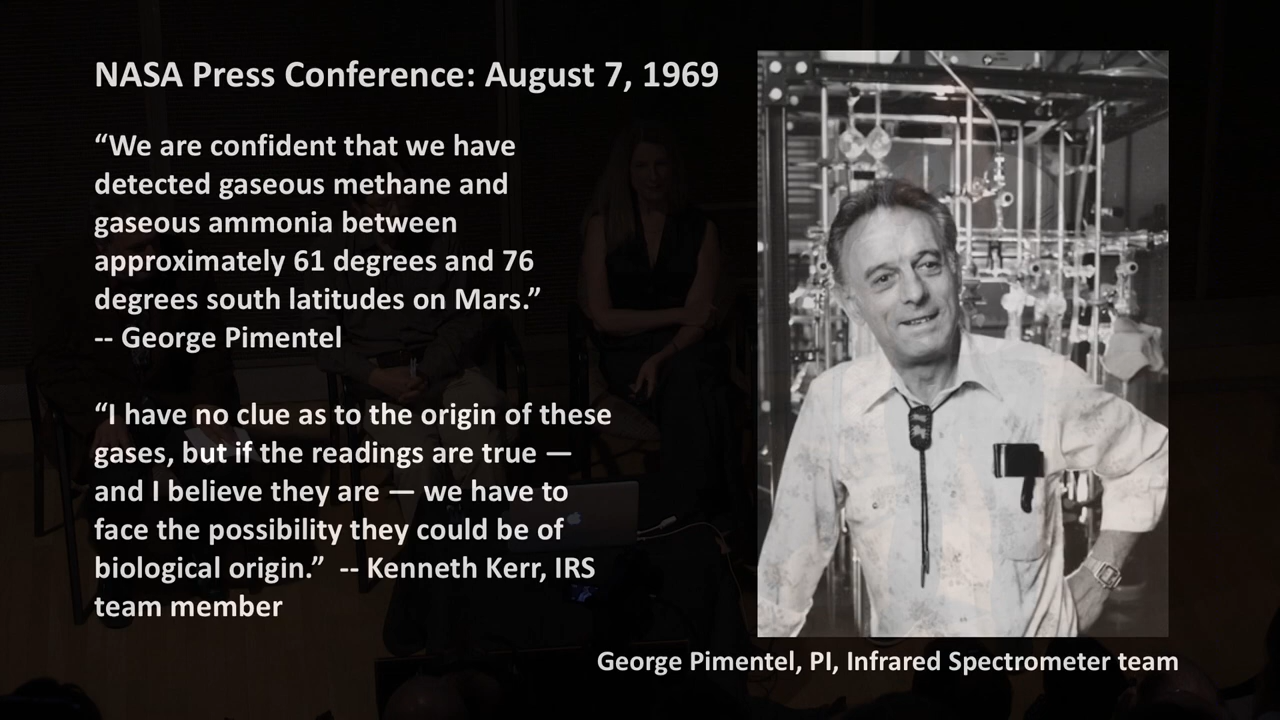 NASA Press Conference: August 7, 1969
“We are confident that we have
detected gaseous methane and
gaseous ammonia between
approximately 61 degrees and 76
degrees south latitudes on Mars.”
-- George Pimentel
“I have no clue as to the origin of these
gases, but if the readings are true —
and I believe they are — we have to
face the possibility they could be of
biological origin.”  -- Kenneth Kerr, IRS
team member
George Pimentel, PI, Infrared Spectrometer team